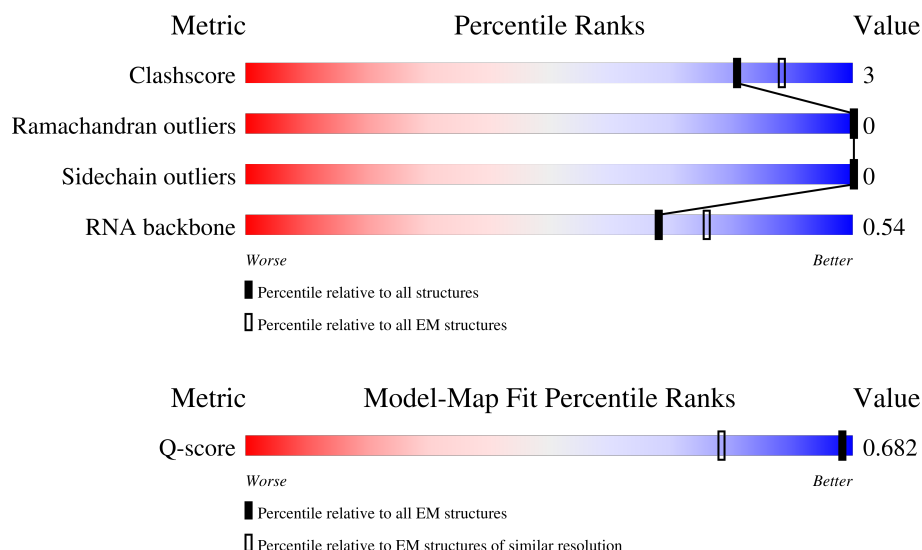 Metric Percentile Ranks Value
Clashscore 3
Ramachandran outliers 0
Sidechain outliers 0
RNA backbone 0.54
Worse Better
Percentile relative to all structures
Percentile relative to all EM structures
Metric Model-Map Fit Percentile Ranks Value
Q-score 0.682
Worse Better
Percentile relative to all EM structures
Percentile relative to EM structures of similar resolution